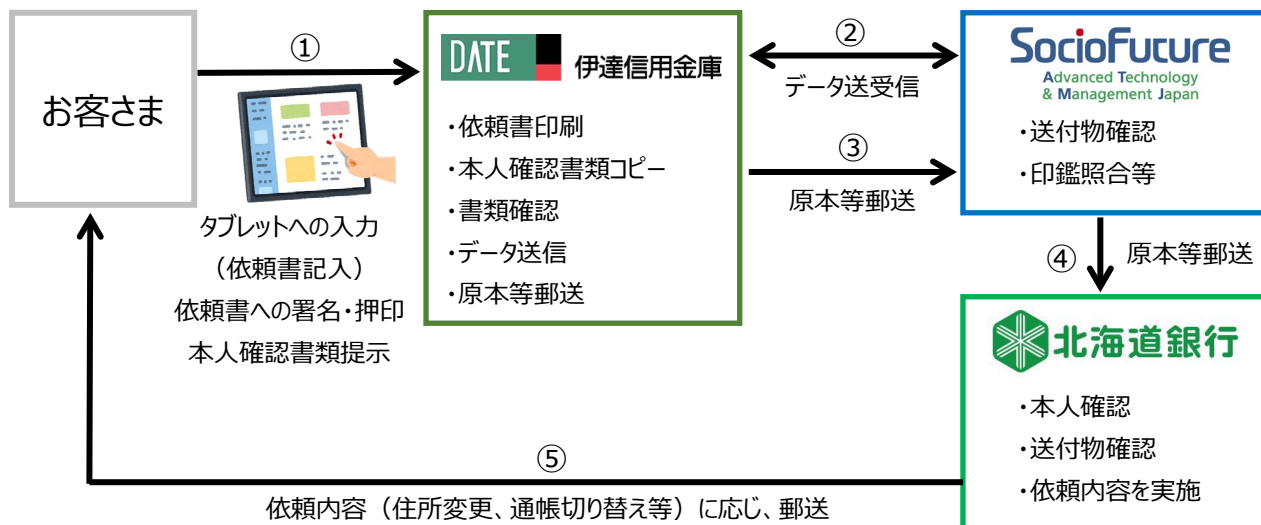 お客さま
①
タブレットへの入力
（依頼書記入）
依頼書への署名・押印
本人確認書類提示
DATE 伊達信用金庫
・依頼書印刷
・本人確認書類コピー
・書類確認
・データ送信
・原本等郵送
②
データ送受信
③
原本等郵送
SocioFuture
Advanced Technology
& Management Japan
・送付物確認
・印鑑照合等
④ 原本等郵送
北海道銀行
・本人確認
・送付物確認
・依頼内容を実施
⑤
依頼内容（住所変更、通帳切り替え等）に応じ、郵送